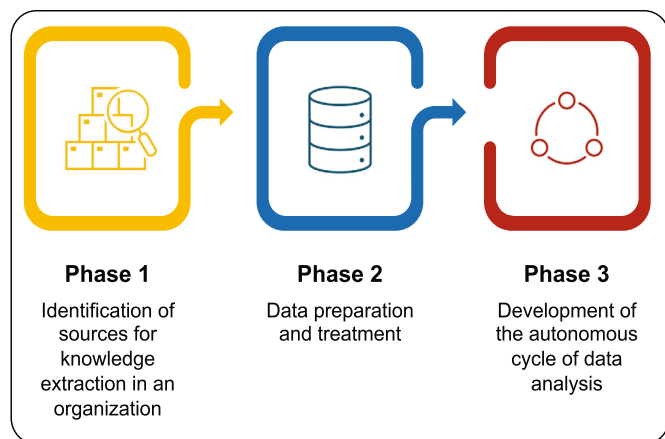 Phase 1
Identification of
sources for
knowledge
extraction in an
organization
Phase 2
Data preparation
and treatment
Phase 3
Development of
the autonomous
cycle of data
analysis